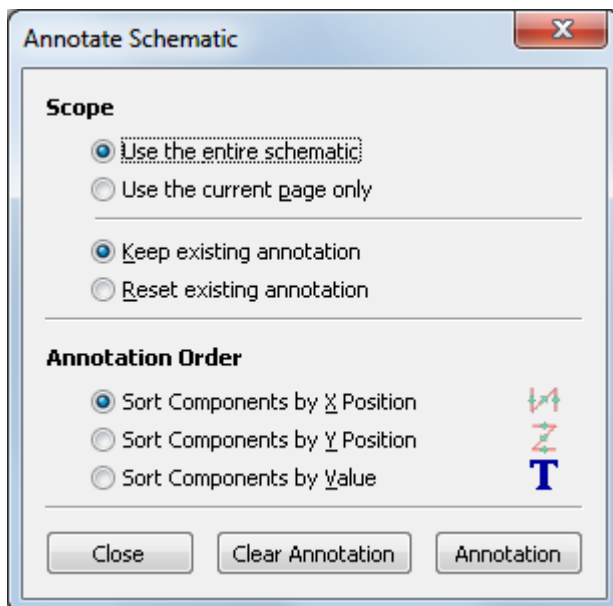 Annotate Schematic
Scope
Use the entire schematic
Use the current page only
Keep existing annotation
Reset existing annotation
Annotation Order
Sort Components by X Position
Sort Components by Y Position
Sort Components by Value
T
Close
Clear Annotation
Annotation